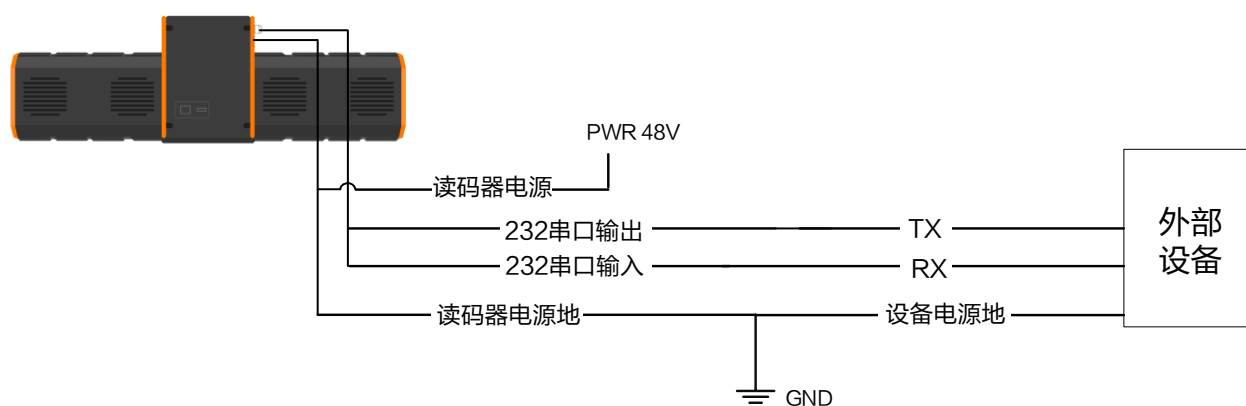 PWR 48V
读码器电源
232串口输出 TX
232串口输入 RX
外部
设备
读码器电源地 设备电源地
GND